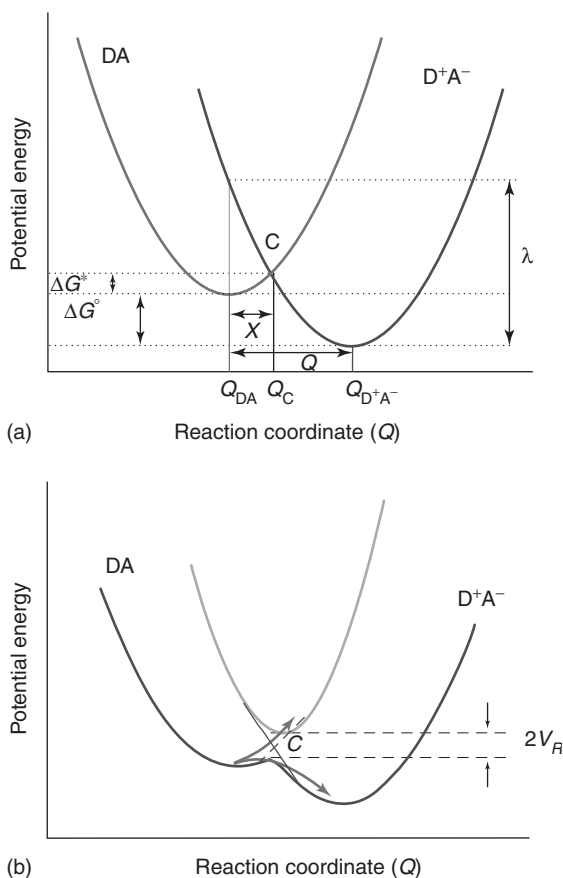 DA
D⁺A⁻
Potential energy
C
λ
ΔG*
ΔG°
X
Q
Q_DA
Q_C
Q_D⁺A⁻
(a)
Reaction coordinate (Q)
DA
D⁺A⁻
Potential energy
C
2V_R
(b)
Reaction coordinate (Q)